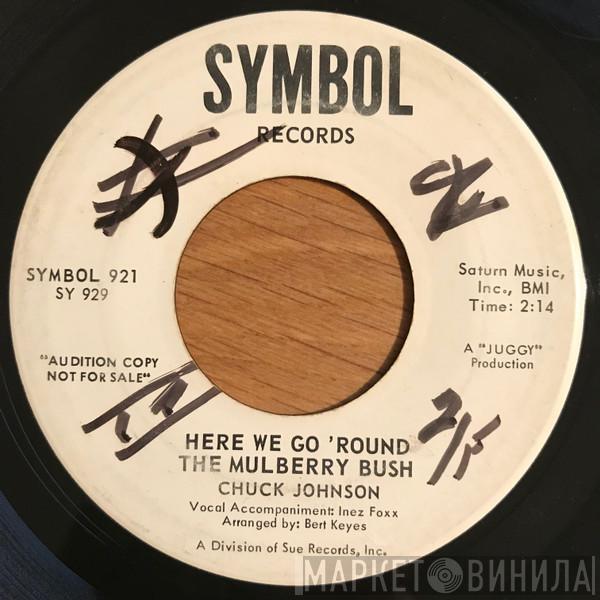 SYMBOL
RECORDS
SYMBOL 921
SY 929
Saturn Music,
Inc., BMI
Time: 2:14
"AUDITION COPY
NOT FOR SALE"
A "JUGGY"
Production
2/5
HERE WE GO 'ROUND
THE MULBERRY BUSH
CHUCK JOHNSON
Vocal Accompaniment: Inez Foxx
Arranged by: Bert Keyes
A Division of Sue Records, Inc.
МАРКЕТ ВИНИЛА